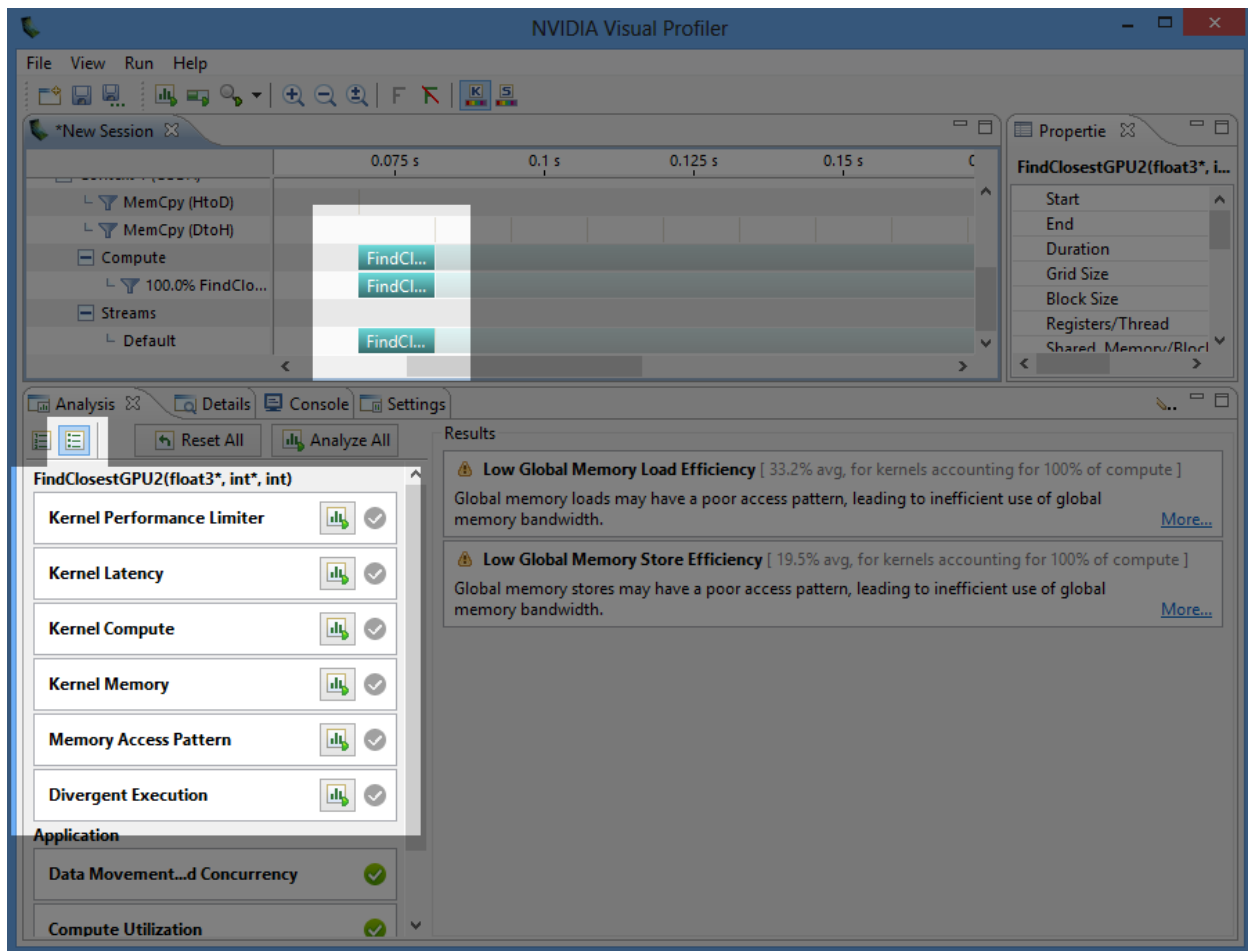 NVIDIA Visual Profiler
File View Run Help
F K S
*New Session
Propertie
0.075 s 0.1 s 0.125 s 0.15 s
FindClosestGPU2(float3*, i...
MemCpy (HtoD)
MemCpy (DtoH)
Compute FindCl...
100.0% FindClo... FindCl...
Streams
Default FindCl...
Start
End
Duration
Grid Size
Block Size
Registers/Thread
Shared Memory/Block
Analysis Details Console Settings
Reset All Analyze All
FindClosestGPU2(float3*, int*, int)
Kernel Performance Limiter
Kernel Latency
Kernel Compute
Kernel Memory
Memory Access Pattern
Divergent Execution
Application
Data Movement...d Concurrency
Compute Utilization
Results
Low Global Memory Load Efficiency [ 33.2% avg, for kernels accounting for 100% of compute ]
Global memory loads may have a poor access pattern, leading to inefficient use of global
memory bandwidth. More...
Low Global Memory Store Efficiency [ 19.5% avg, for kernels accounting for 100% of compute ]
Global memory stores may have a poor access pattern, leading to inefficient use of global
memory bandwidth. More...